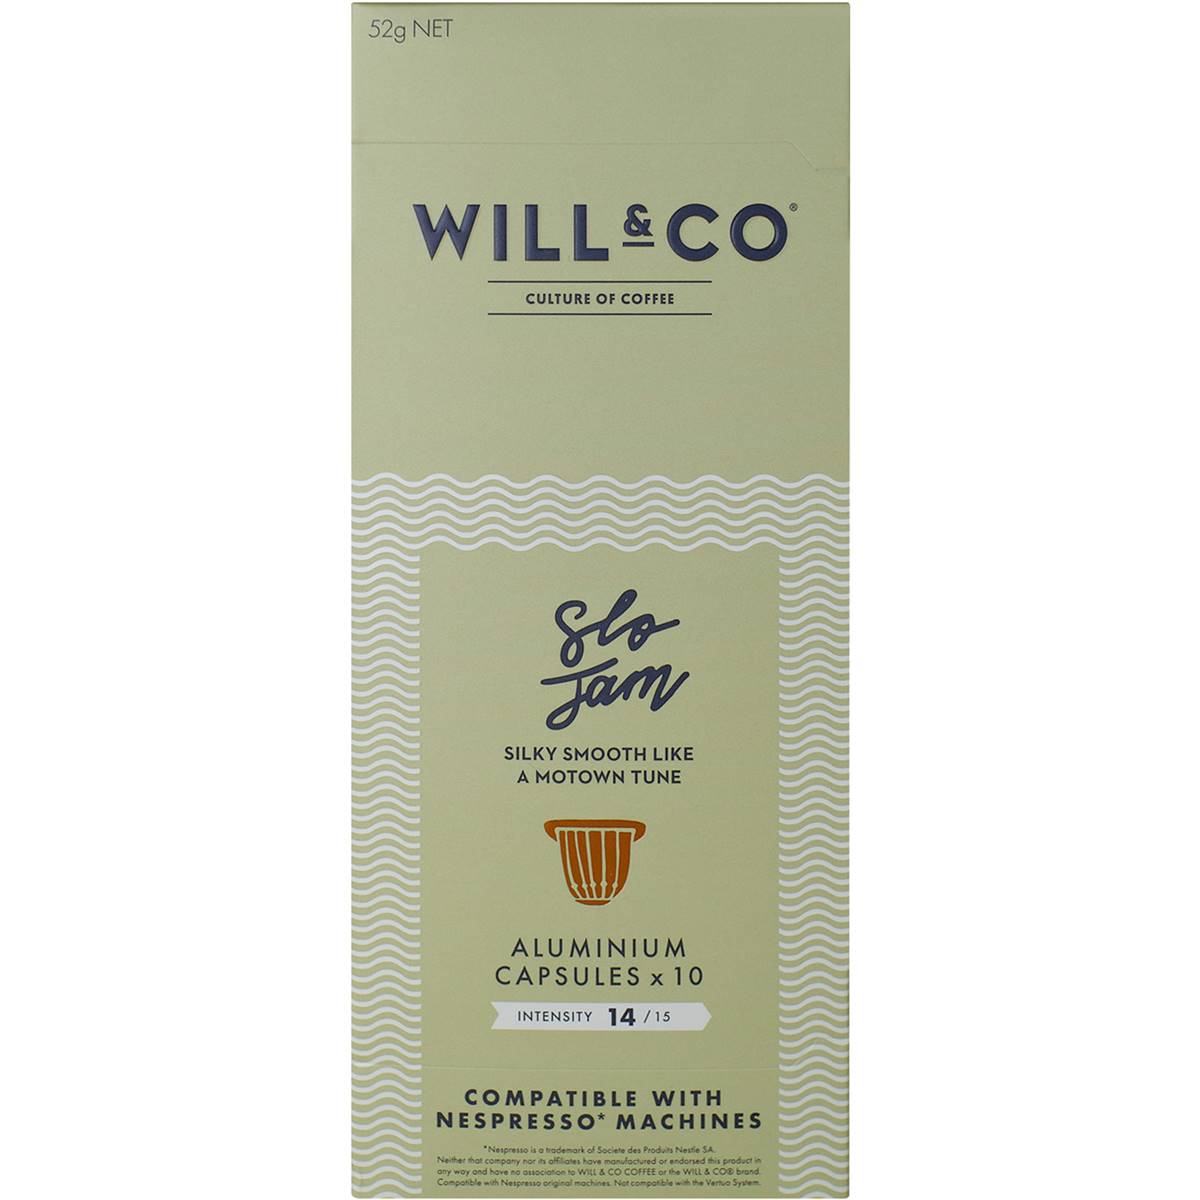 52g NET
WILL & CO®
CULTURE OF COFFEE
Slo
Jam
SILKY SMOOTH LIKE
A MOTOWN TUNE
ALUMINIUM
CAPSULES x 10
INTENSITY 14 / 15
COMPATIBLE WITH
NESPRESSO* MACHINES
*Nespresso is a trademark of Societe des Produits Nestle SA.
Neither that company nor its affiliates have manufactured or endorsed this product in
any way and have no association to WILL & CO COFFEE or the WILL & CO® brand.
Compatible with Nespresso original machines. Not compatible with the Vertuo System.